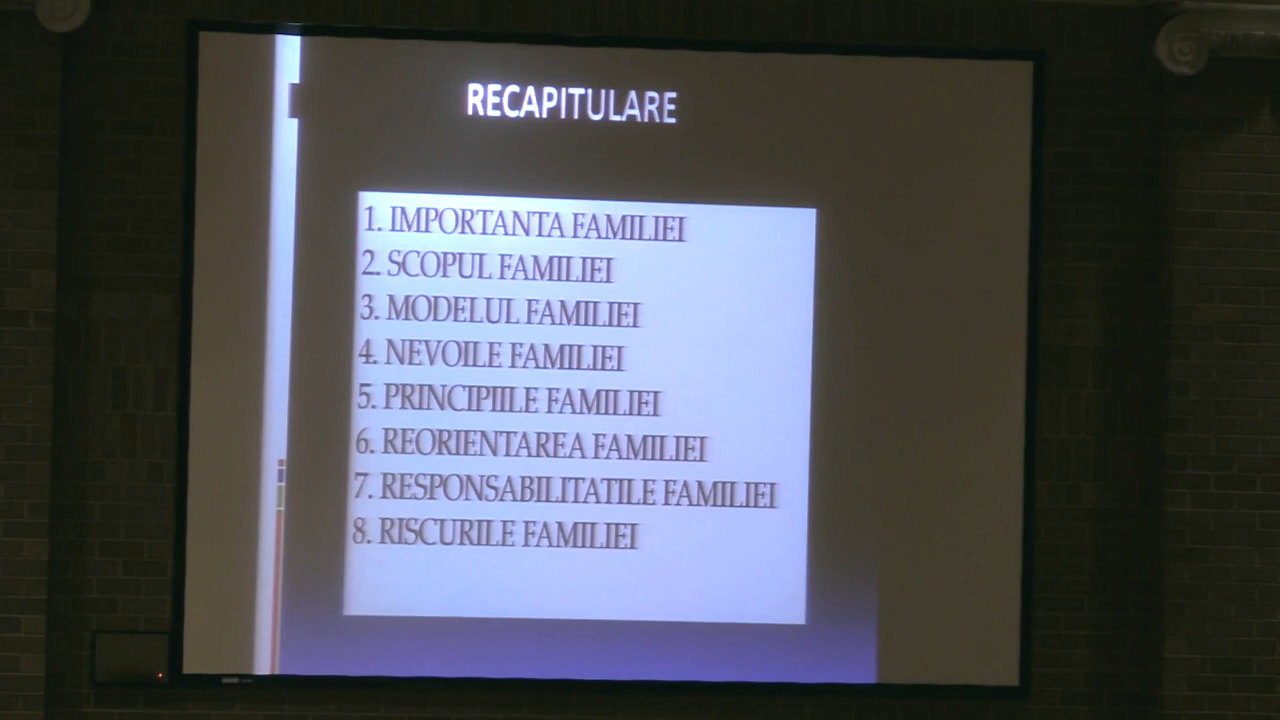 RECAPITULARE
1. IMPORTANTA FAMILIEI
2. SCOPUL FAMILIEI
3. MODELUL FAMILIEI
4. NEVOILE FAMILIEI
5. PRINCIPIILE FAMILIEI
6. REORIENTAREA FAMILIEI
7. RESPONSABILITATILE FAMILIEI
8. RISCURILE FAMILIEI